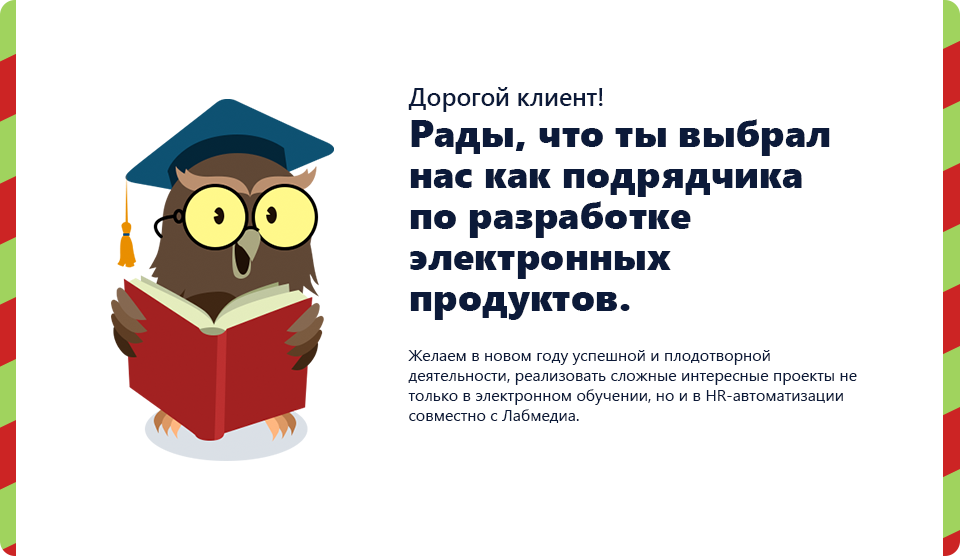 Дорогой клиент!
Рады, что ты выбрал
нас как подрядчика
по разработке
электронных
продуктов.
Желаем в новом году успешной и плодотворной
деятельности, реализовать сложные интересные проекты не
только в электронном обучении, но и в HR-автоматизации
совместно с Лабмедиа.